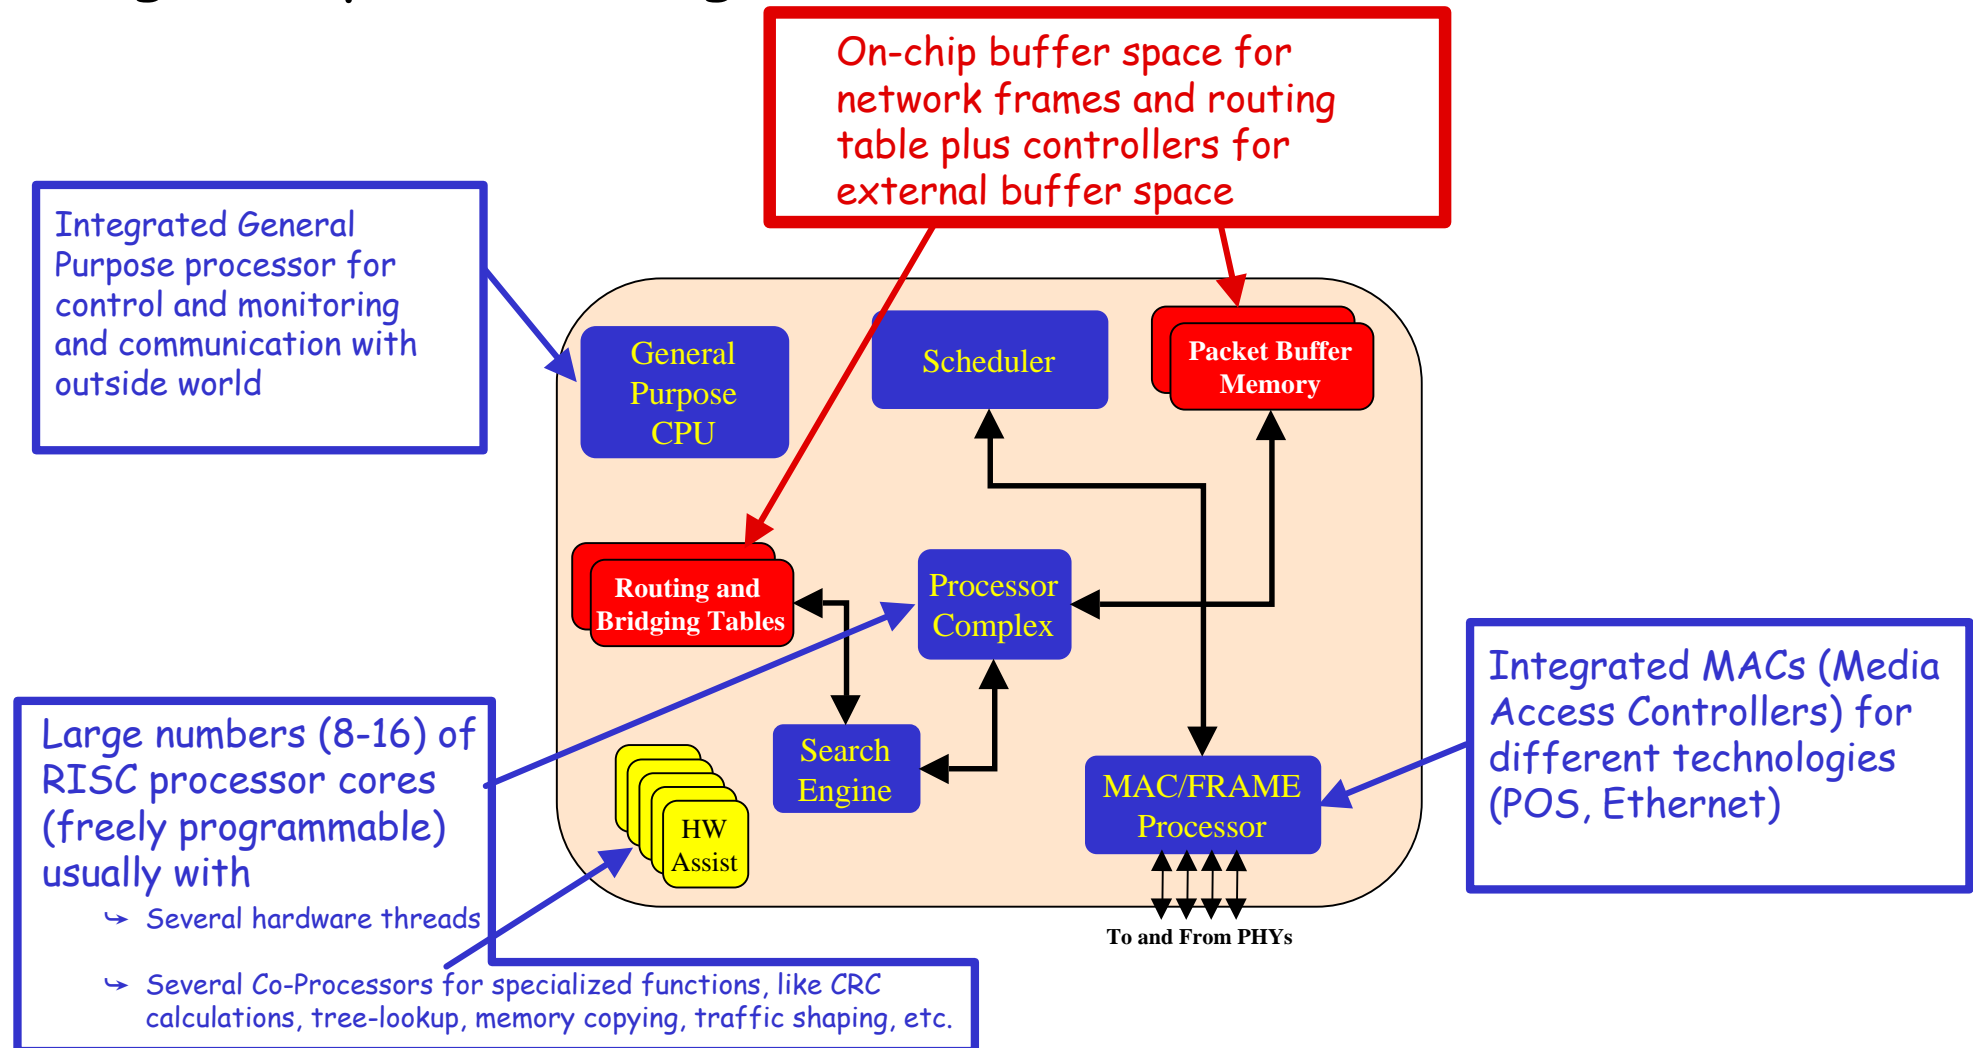 On-chip buffer space for
network frames and routing
table plus controllers for
external buffer space
Integrated General
Purpose processor for
control and monitoring
and communication with
outside world
General
Purpose
CPU
Scheduler
Packet Buffer
Memory
Routing and
Bridging Tables
Processor
Complex
Integrated MACs (Media
Access Controllers) for
different technologies
(POS, Ethernet)
Large numbers (8-16) of
RISC processor cores
(freely programmable)
usually with
↪ Several hardware threads
↪ Several Co-Processors for specialized functions, like CRC
calculations, tree-lookup, memory copying, traffic shaping, etc.
HW
Assist
Search
Engine
MAC/FRAME
Processor
To and From PHYs